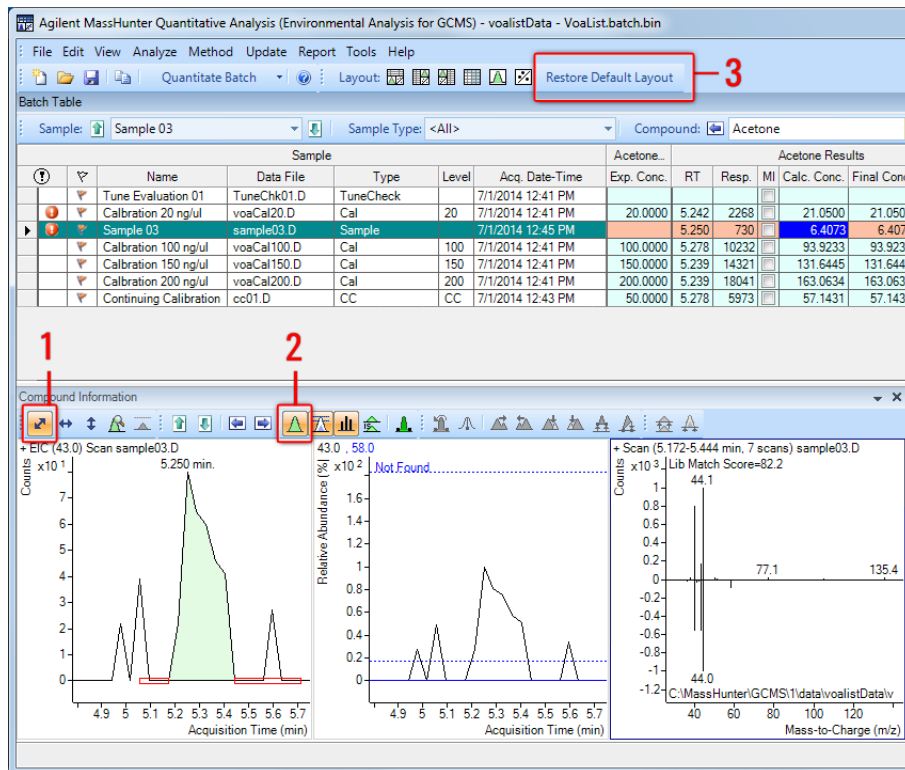 Agilent MassHunter Quantitative Analysis (Environmental Analysis for GCMS) - voalistData - VoaList.batch.bin
File Edit View Analyze Method Update Report Tools Help
Quantitate Batch Layout: Restore Default Layout
3
Batch Table
Sample: Sample 03 Sample Type: <All> Compound: Acetone
Sample Acetone... Acetone Results
Name Data File Type Level Acq. Date-Time Exp. Conc. RT Resp. MI Calc. Conc. Final Conc
Tune Evaluation 01 TuneChk01.D TuneCheck 7/1/2014 12:41 PM
Calbration 20 ng/ul voaCal20.D Cal 20 7/1/2014 12:41 PM 20.0000 5.242 2268 21.0500 21.050
Sample 03 sample03.D Sample 7/1/2014 12:45 PM 5.250 730 6.4073 6.407
Calbration 100 ng/ul voaCal100.D Cal 100 7/1/2014 12:41 PM 100.0000 5.278 10232 93.9233 93.923
Calbration 150 ng/ul voaCal150.D Cal 150 7/1/2014 12:41 PM 150.0000 5.239 14321 131.6445 131.644
Calbration 200 ng/ul voaCal200.D Cal 200 7/1/2014 12:41 PM 200.0000 5.239 18041 163.0634 163.063
Continuing Calibration cc01.D CC CC 7/1/2014 12:43 PM 50.0000 5.278 5973 57.1431 57.143
1
2
Compound Information
+ EIC (43.0) Scan sample03.D
Counts
x10 1
5.250 min.
7
6
5
4
3
2
1
0
4.9 5 5.1 5.2 5.3 5.4 5.5 5.6 5.7
Acquisition Time (min)
43.0 , 58.0
Relative Abundance (%)
x10 2
Not Found
1.6
1.4
1.2
1
0.8
0.6
0.4
0.2
0
4.9 5 5.1 5.2 5.3 5.4 5.5 5.6 5.7
Acquisition Time (min)
+ Scan (5.172-5.444 min, 7 scans) sample03.D
Counts
x10 3
Lib Match Score=82.2
44.1
1
0.8
0.6
0.4
0.2
77.1 135.4
0
-0.2
-0.4
-0.6
-0.8
-1
44.0
-1.2
C:\MassHunter\GCMS\1\data\voalistData\v
40 60 80 100 120
Mass-to-Charge (m/z)